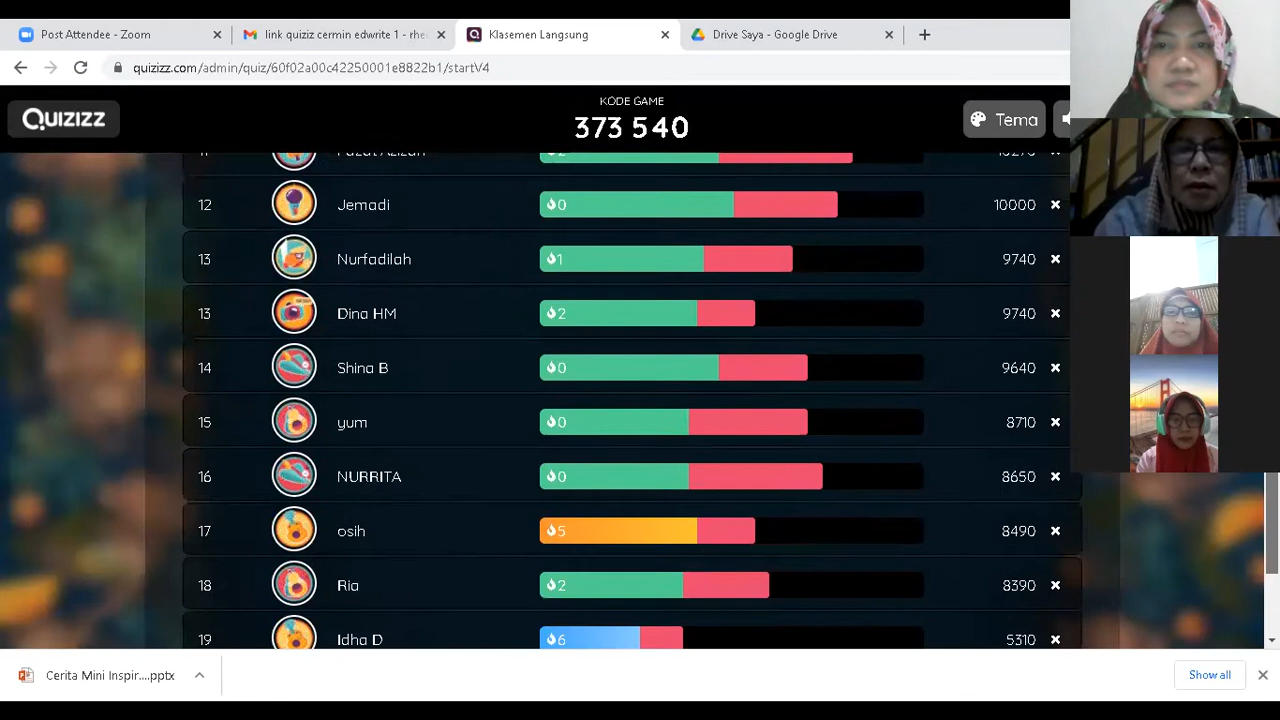 Post Attendee - Zoom
link quiziz cermin edwrite 1 - rhe
Klasemen Langsung
Drive Saya - Google Drive
quizizz.com/admin/quiz/60f02a00c42250001e8822b1/startV4
QUIZIZZ
KODE GAME
373 540
Tema
12 Jemadi 0 10000
13 Nurfadilah 1 9740
13 Dina HM 2 9740
14 Shina B 0 9640
15 yum 0 8710
16 NURRITA 0 8650
17 osih 5 8490
18 Ria 2 8390
19 Idha D 6 5310
Cerita Mini Inspir....pptx
Show all